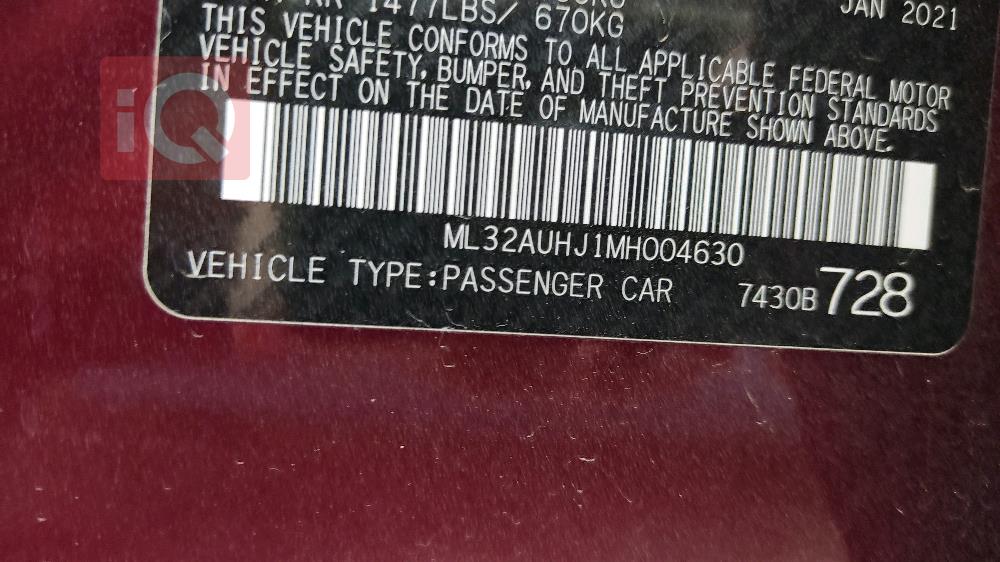 RR 1477LBS/ 670KG
JAN 2021
THIS VEHICLE CONFORMS TO ALL APPLICABLE FEDERAL MOTOR
VEHICLE SAFETY, BUMPER, AND THEFT PREVENTION STANDARDS
IN EFFECT ON THE DATE OF MANUFACTURE SHOWN ABOVE.
ML32AUHJ1MH004630
VEHICLE TYPE:PASSENGER CAR
7430B 728
iQ